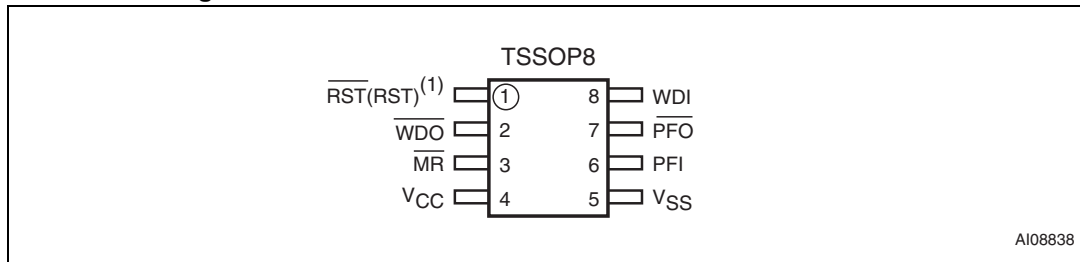 TSSOP8
RST(RST)(1) 1 8 WDI
WDO 2 7 PFO
MR 3 6 PFI
VCC 4 5 VSS
AI08838